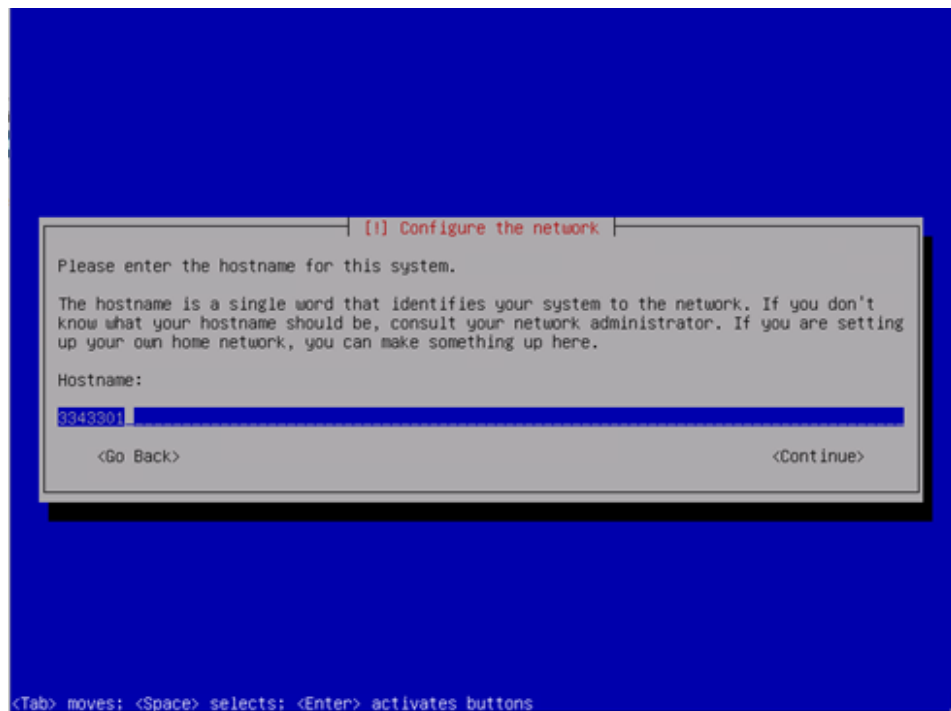 [!] Configure the network
Please enter the hostname for this system.
The hostname is a single word that identifies your system to the network. If you don't
know what your hostname should be, consult your network administrator. If you are setting
up your own home network, you can make something up here.
Hostname:
3343301
<Go Back> <Continue>
<Tab> moves; <Space> selects; <Enter> activates buttons